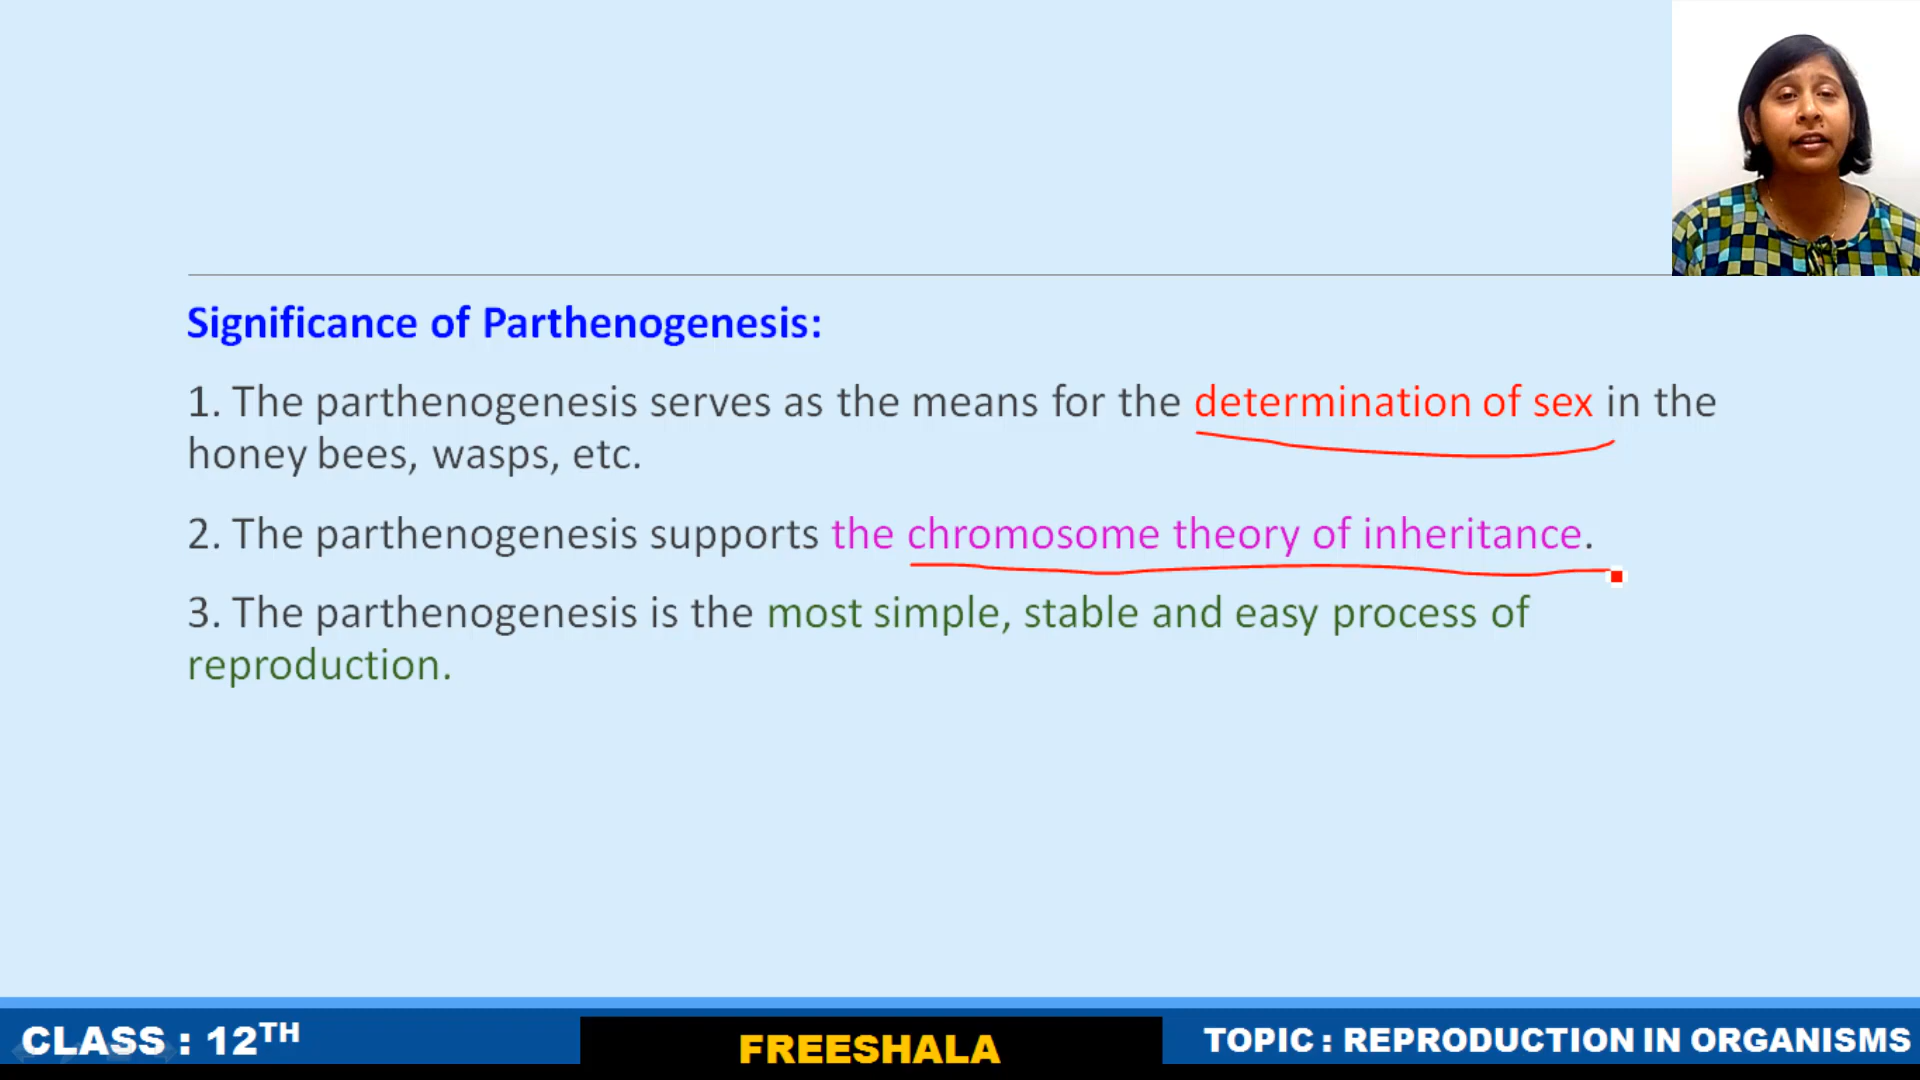 Significance of Parthenogenesis:
1. The parthenogenesis serves as the means for the determination of sex in the
honey bees, wasps, etc.
2. The parthenogenesis supports the chromosome theory of inheritance.
3. The parthenogenesis is the most simple, stable and easy process of
reproduction.
CLASS : 12TH
FREESHALA
TOPIC : REPRODUCTION IN ORGANISMS